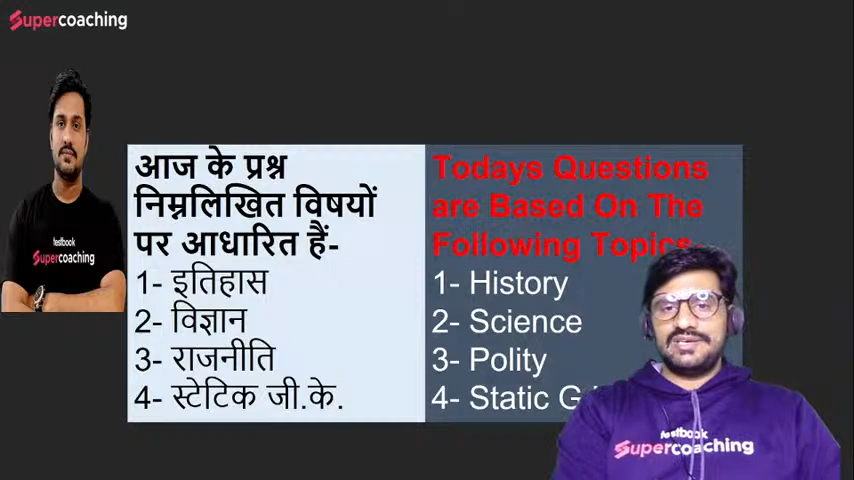 Supercoaching
आज के प्रश्न
निम्नलिखित विषयों
पर आधारित हैं-
1- इतिहास
2- विज्ञान
3- राजनीति
4- स्टेटिक जी.के.
Todays Questions
are Based On The
Following Topics
1- History
2- Science
3- Polity
4- Static G
testbook
Supercoaching
testbook
Supercoaching